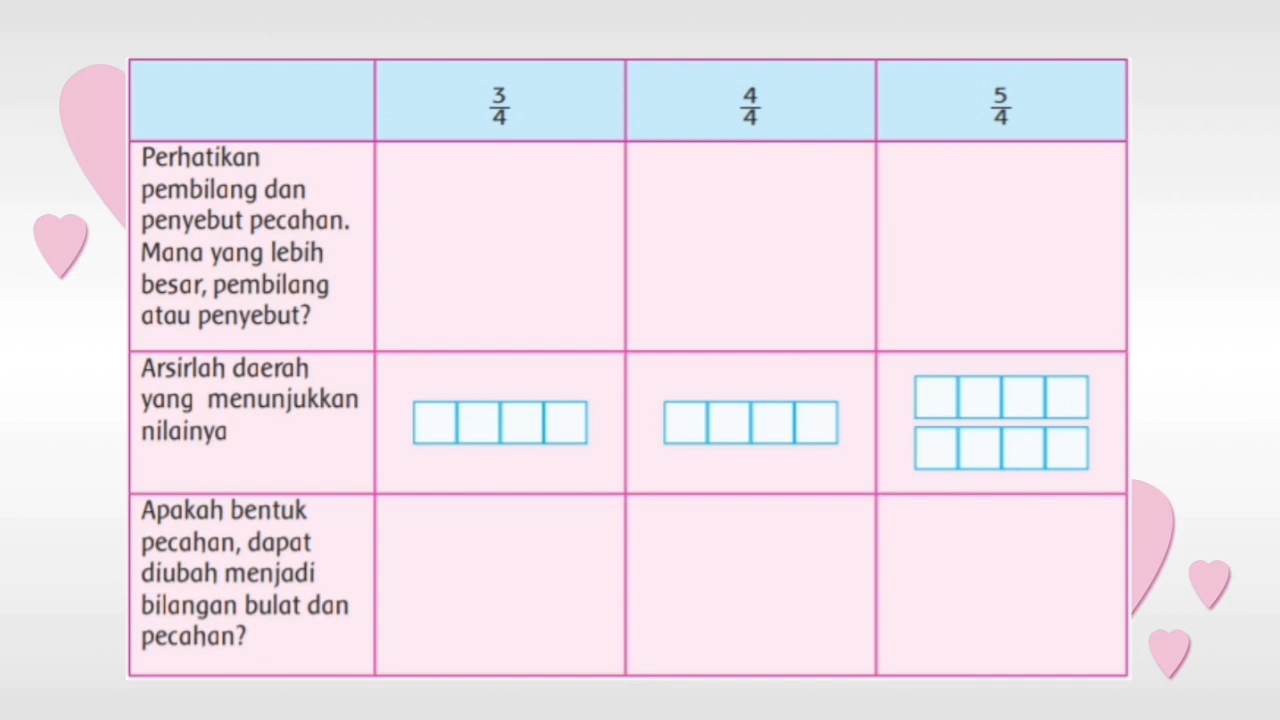 3/4 4/4 5/4
Perhatikan
pembilang dan
penyebut pecahan.
Mana yang lebih
besar, pembilang
atau penyebut?
Arsirlah daerah
yang menunjukkan
nilainya
Apakah bentuk
pecahan, dapat
diubah menjadi
bilangan bulat dan
pecahan?